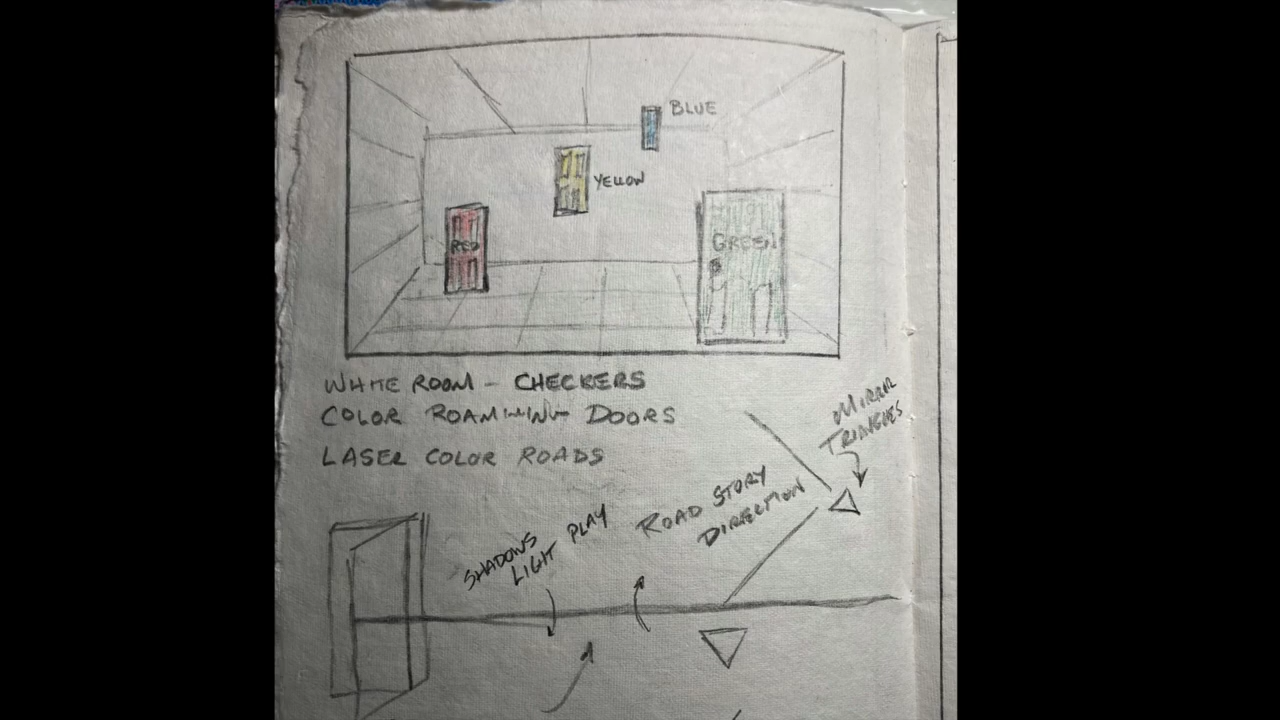 BLUE
YELLOW
RED
GREEN
WHITE ROOM - CHECKERS
COLOR ROAMING DOORS
LASER COLOR ROADS
MIRROR
TRIANGLES
ROAD STORY
DIRECTION
SHADOWS
LIGHT PLAY